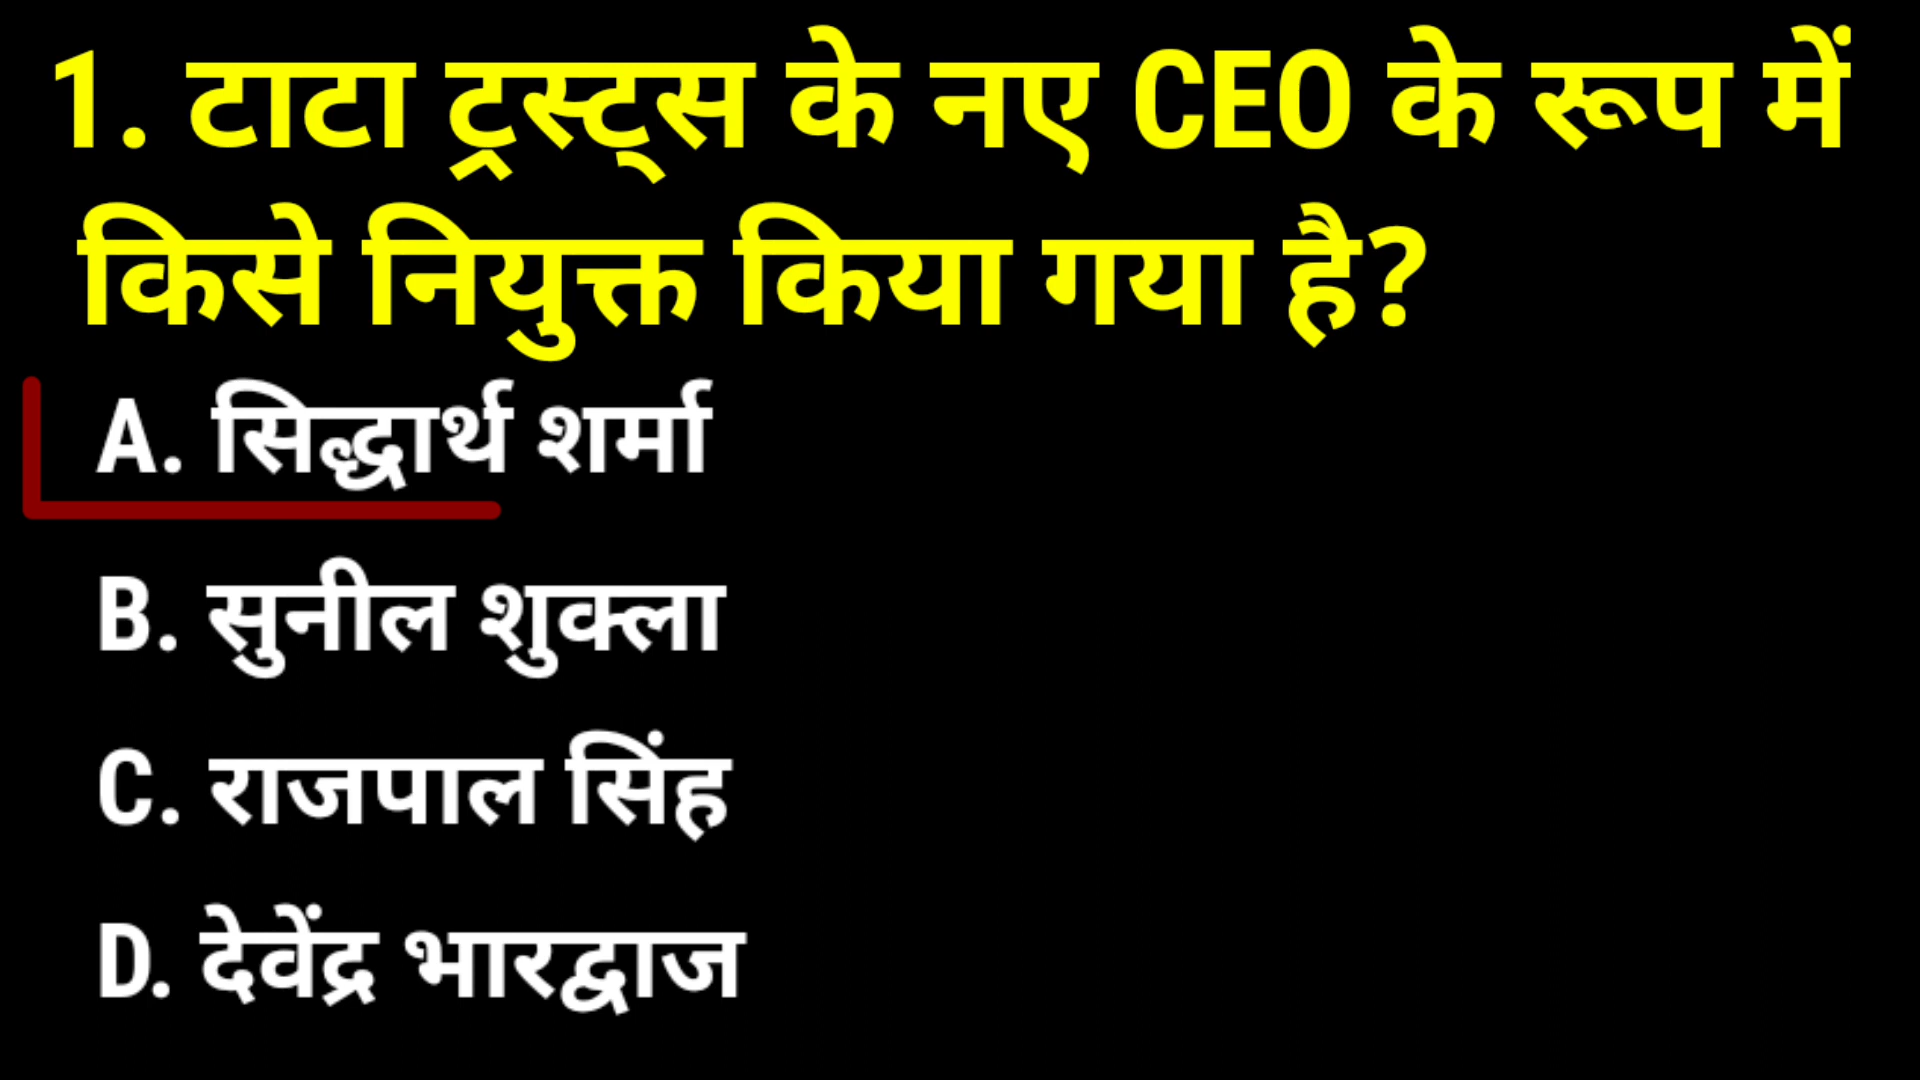 1. टाटा ट्रस्ट्स के नए CEO के रूप में
किसे नियुक्त किया गया है?
A. सिद्धार्थ शर्मा
B. सुनील शुक्ला
C. राजपाल सिंह
D. देवेंद्र भारद्वाज